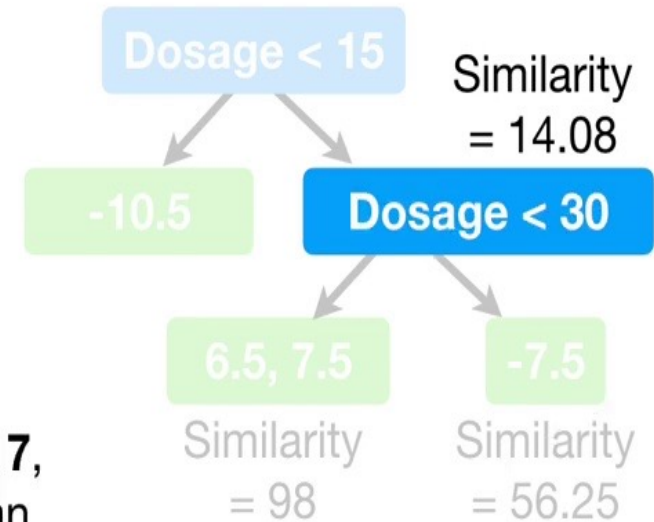 Dosage < 15
Similarity
= 14.08
-10.5
Dosage < 30
6.5, 7.5
-7.5
7,
Similarity
= 98
Similarity
= 56.25